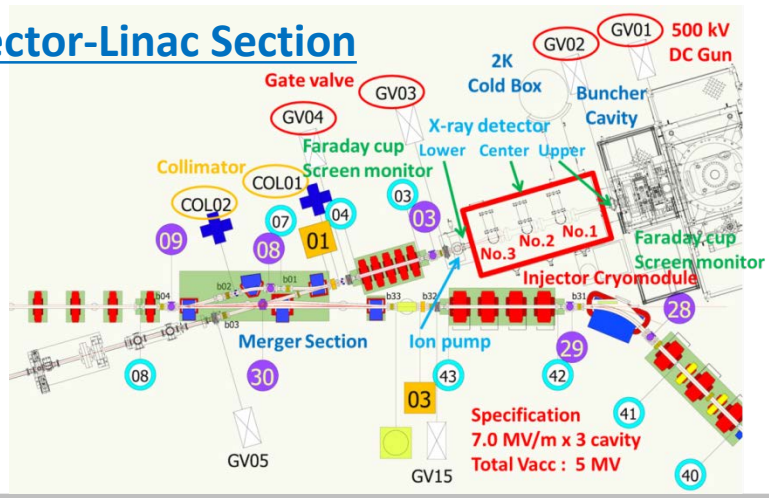 ector-Linac Section
GV01
500 kV
DC Gun
GV02
2K
Cold Box
Buncher
Cavity
Gate valve
GV03
GV04
X-ray detector
Lower Center Upper
Faraday cup
Screen monitor
Collimator
COL01
COL02
07
04
03
03
09
08
01
No.3
No.2
No.1
Faraday cup
Screen monitor
Injector Cryomodule
b04
b02
b01
b03
b33
b32
b31
28
Merger Section
Ion pump
29
08
30
43
42
03
41
Specification
7.0 MV/m x 3 cavity
Total Vacc : 5 MV
GV05
GV15
40